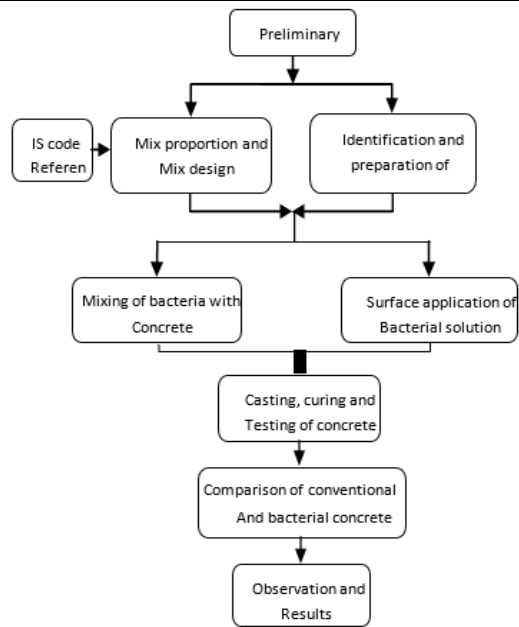 Preliminary
IS code
Referen
Mix proportion and
Mix design
Identification and
preparation of
Mixing of bacteria with
Concrete
Surface application of
Bacterial solution
Casting, curing and
Testing of concrete
Comparison of conventional
And bacterial concrete
Observation and
Results